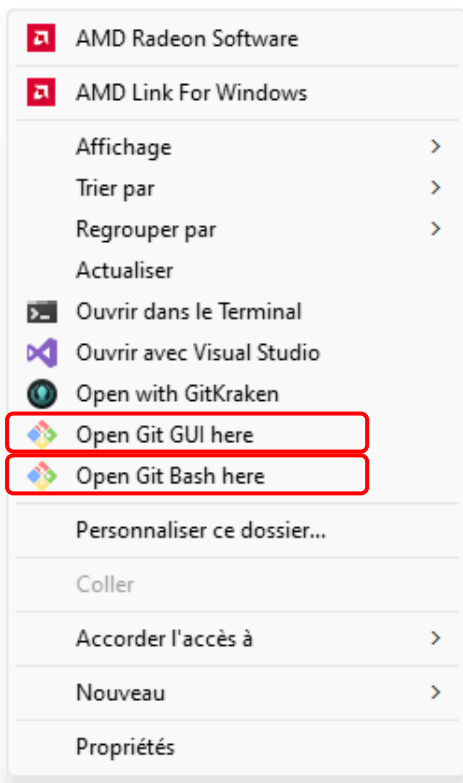 AMD Radeon Software
AMD Link For Windows
Affichage
Trier par
Regrouper par
Actualiser
Ouvrir dans le Terminal
Ouvrir avec Visual Studio
Open with GitKraken
Open Git GUI here
Open Git Bash here
Personnaliser ce dossier...
Coller
Accorder l'accès à
Nouveau
Propriétés